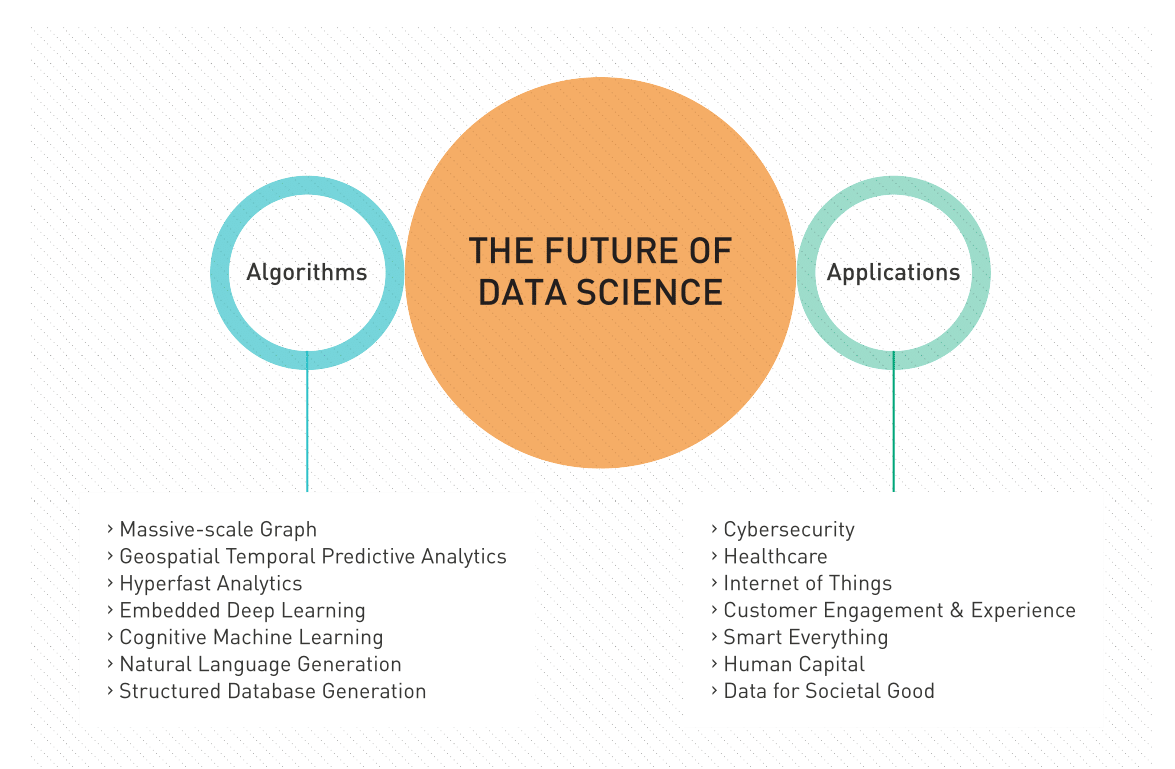 THE FUTURE OF
DATA SCIENCE
Algorithms
Applications
› Massive-scale Graph
› Geospatial Temporal Predictive Analytics
› Hyperfast Analytics
› Embedded Deep Learning
› Cognitive Machine Learning
› Natural Language Generation
› Structured Database Generation
› Cybersecurity
› Healthcare
› Internet of Things
› Customer Engagement & Experience
› Smart Everything
› Human Capital
› Data for Societal Good